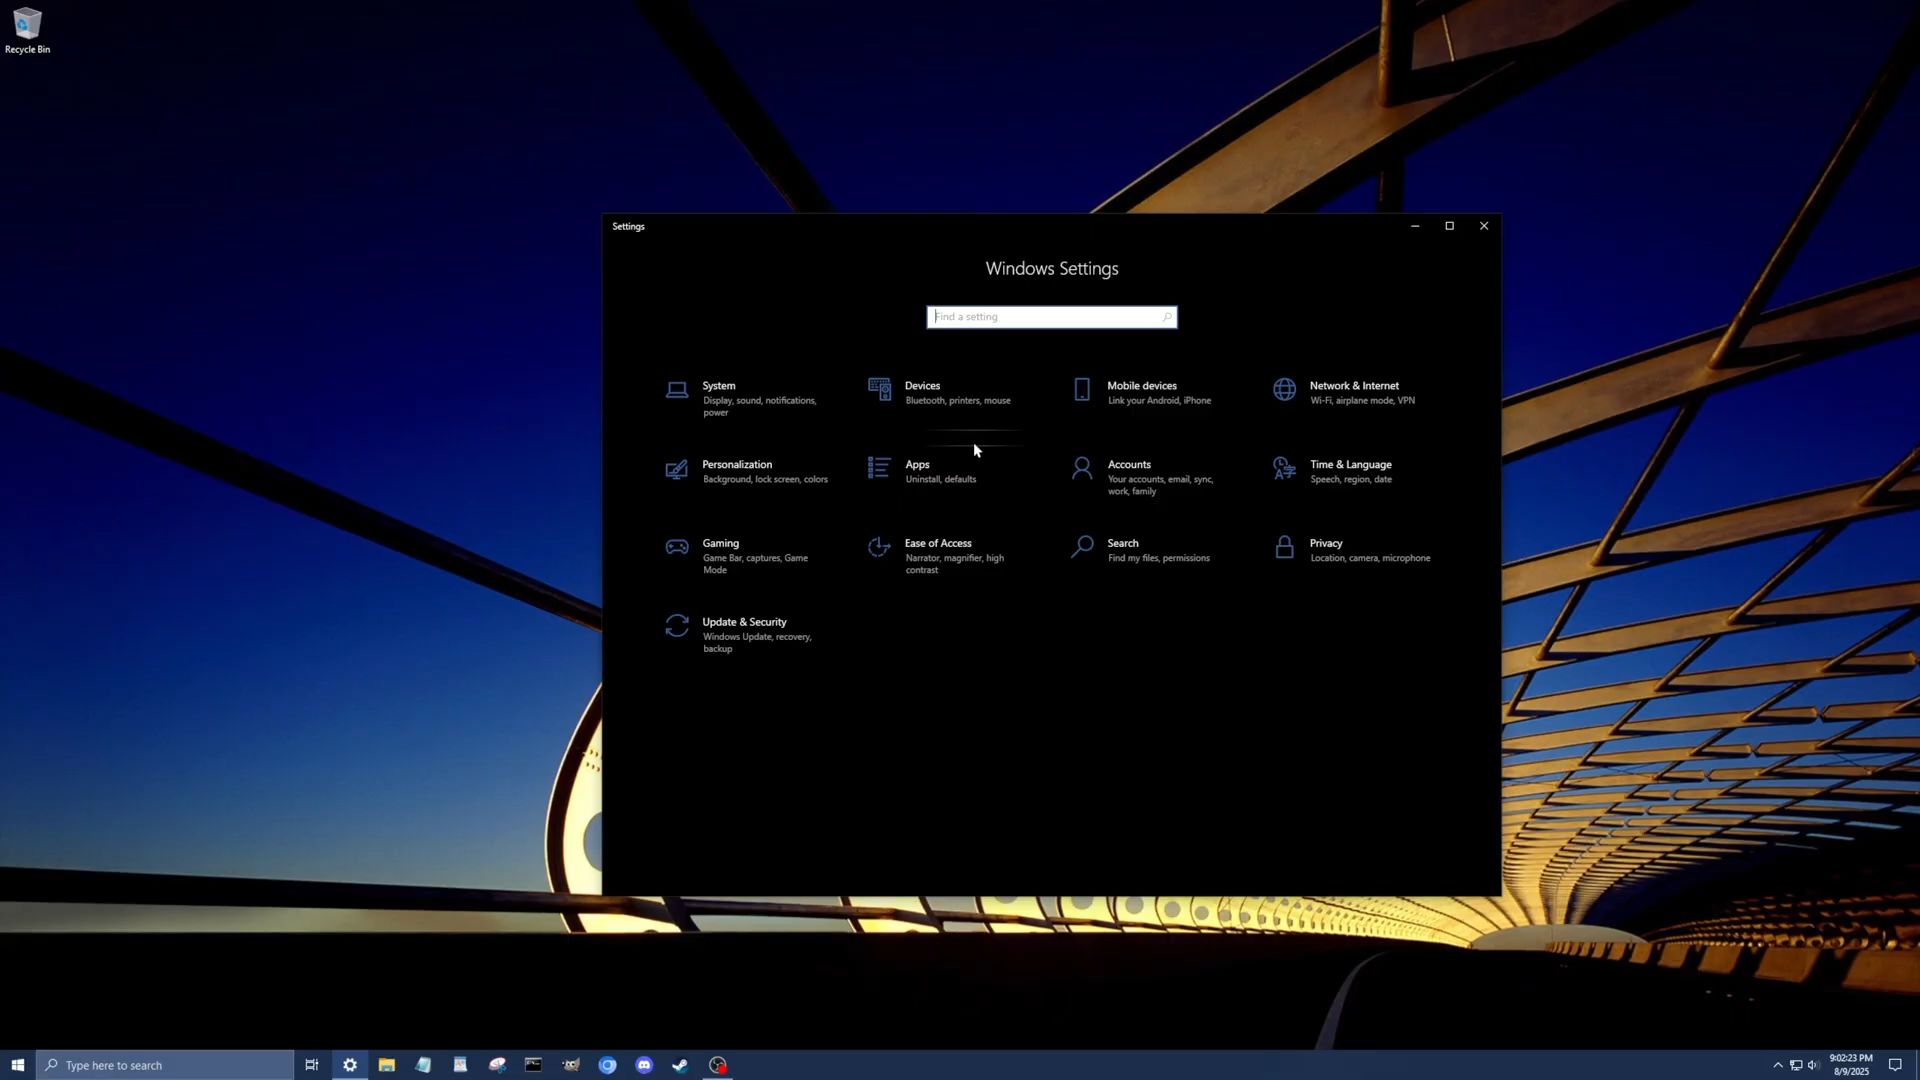 Recycle Bin
Settings
Windows Settings
Find a setting
System
Display, sound, notifications,
power
Devices
Bluetooth, printers, mouse
Mobile devices
Link your Android, iPhone
Network & Internet
Wi-Fi, airplane mode, VPN
Personalization
Background, lock screen, colors
Apps
Uninstall, defaults
Accounts
Your accounts, email, sync,
work, family
Time & Language
Speech, region, date
Gaming
Game Bar, captures, Game
Mode
Ease of Access
Narrator, magnifier, high
contrast
Search
Find my files, permissions
Privacy
Location, camera, microphone
Update & Security
Windows Update, recovery,
backup
Type here to search
9:02:23 PM
8/9/2025